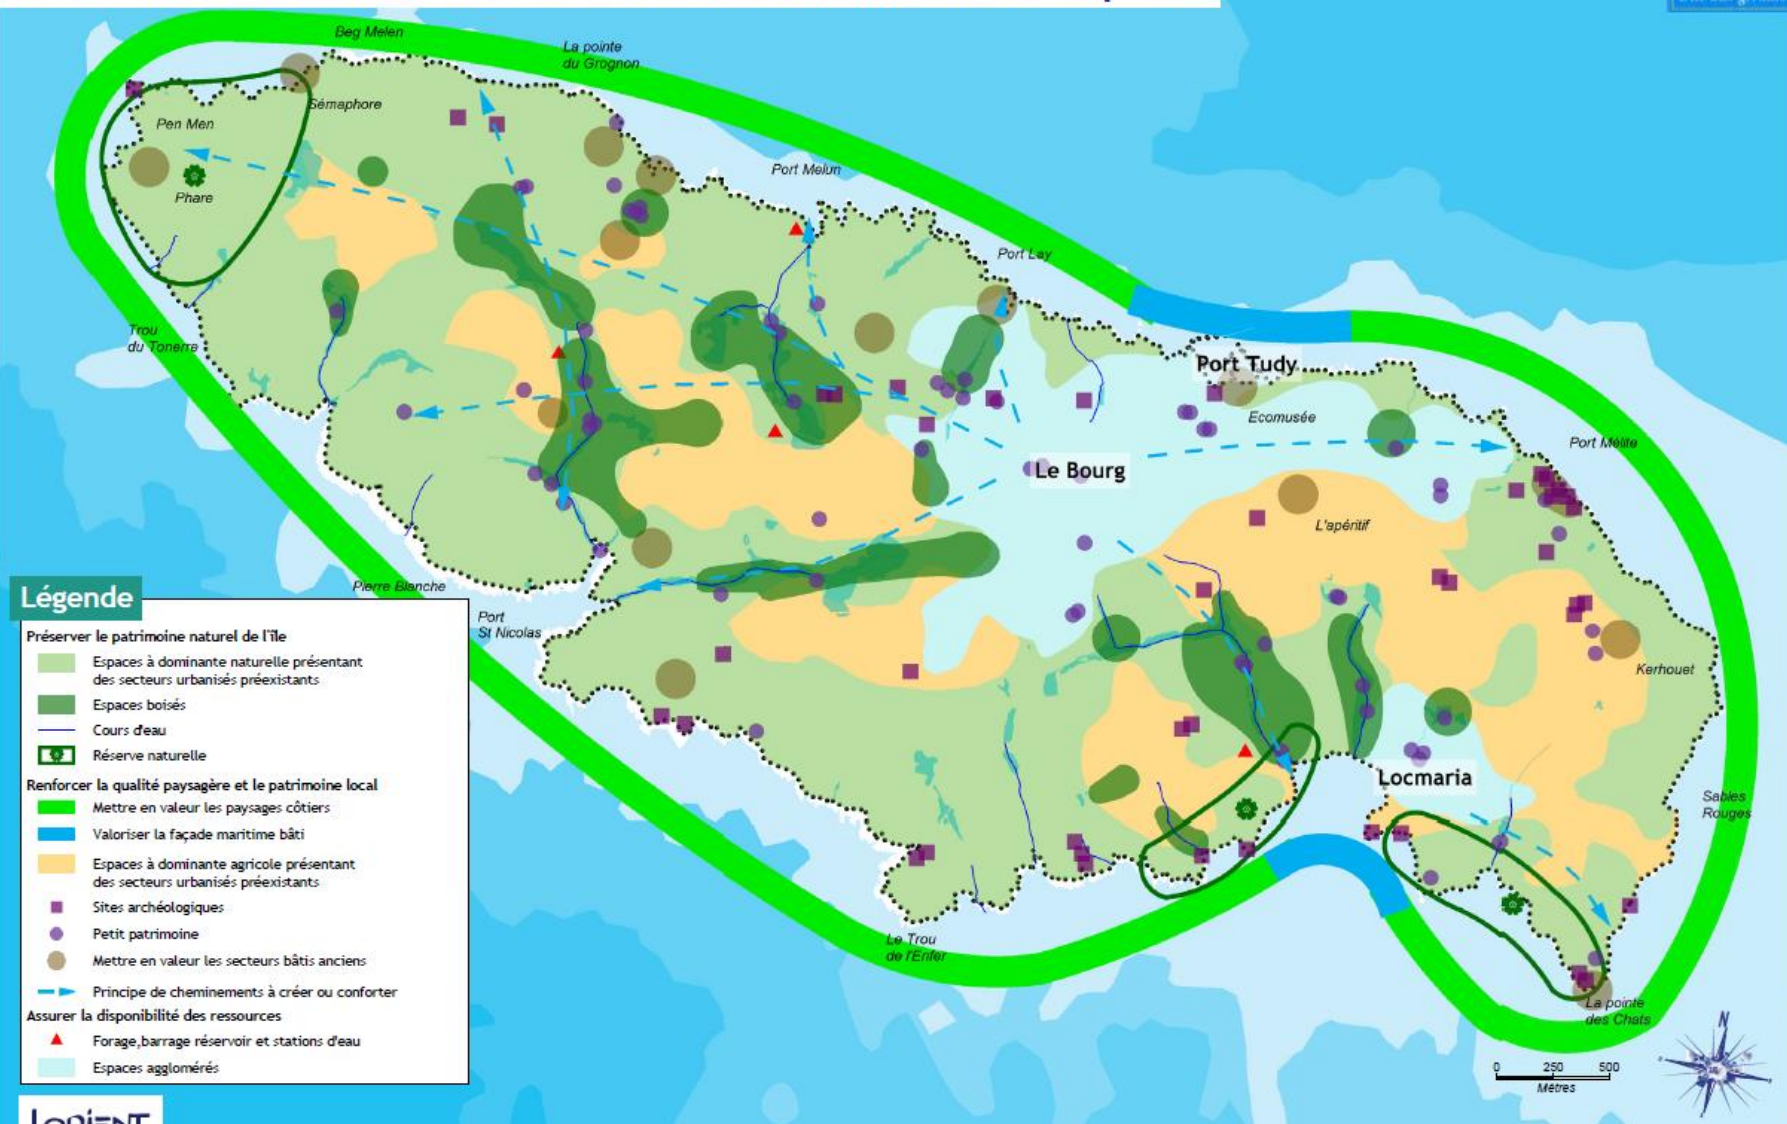 Beg Melen
La pointe
du Grognon
Sémaphore
Pen Men
Phare
Port Melun
Port Lay
Trou
du Tonerre
Port Tudy
Ecomusée
Port Mélite
Le Bourg
L'apéritif
Pierre Blanche
Port
St Nicolas
Kerhouet
Locmaria
Sables
Rouges
Le Trou
de l'Enfer
La pointe
des Chats
Légende
Préserver le patrimoine naturel de l'île
Espaces à dominante naturelle présentant
des secteurs urbanisés préexistants
Espaces boisés
Cours d'eau
Réserve naturelle
Renforcer la qualité paysagère et le patrimoine local
Mettre en valeur les paysages côtiers
Valoriser la façade maritime bâti
Espaces à dominante agricole présentant
des secteurs urbanisés préexistants
Sites archéologiques
Petit patrimoine
Mettre en valeur les secteurs bâtis anciens
Principe de cheminements à créer ou conforter
Assurer la disponibilité des ressources
Forage,barrage réservoir et stations d'eau
Espaces agglomérés
N
0 250 500
Mètres
LORIENT